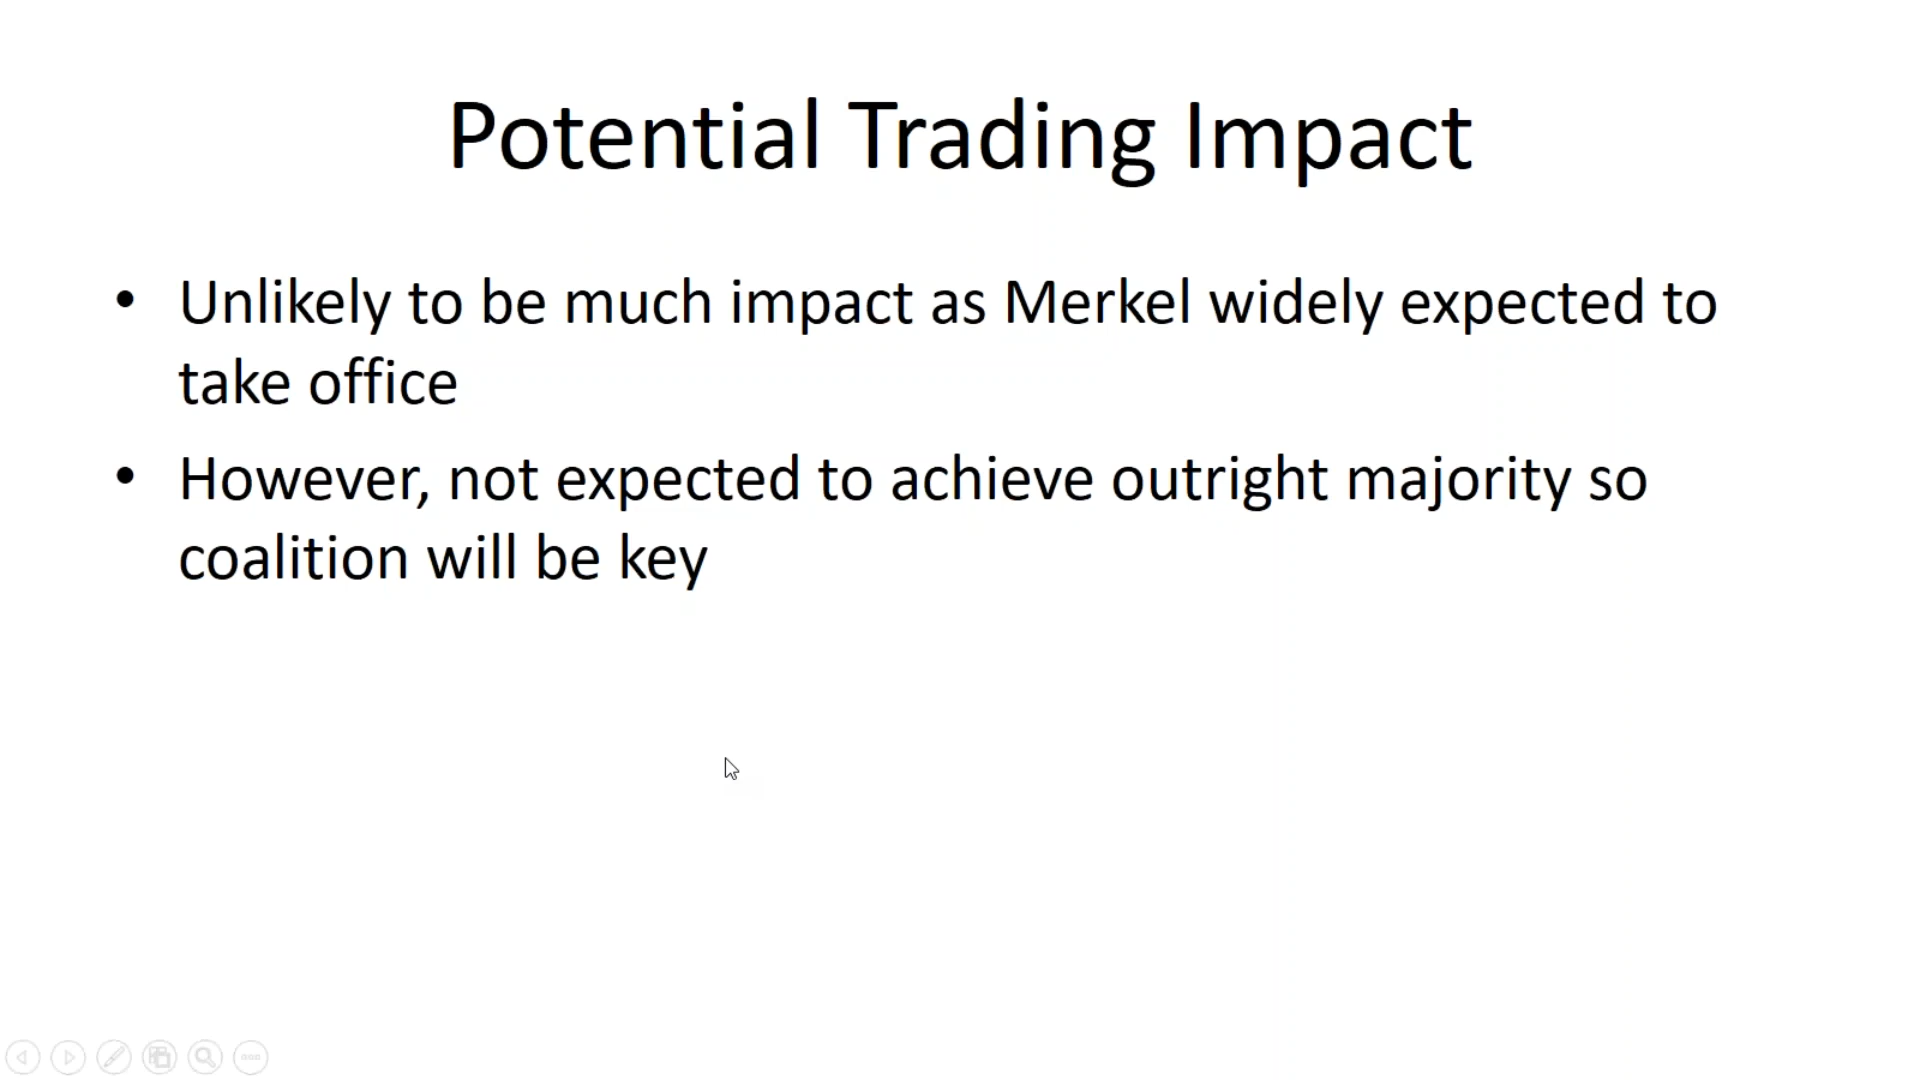 Potential Trading Impact
• Unlikely to be much impact as Merkel widely expected to
take office
• However, not expected to achieve outright majority so
coalition will be key